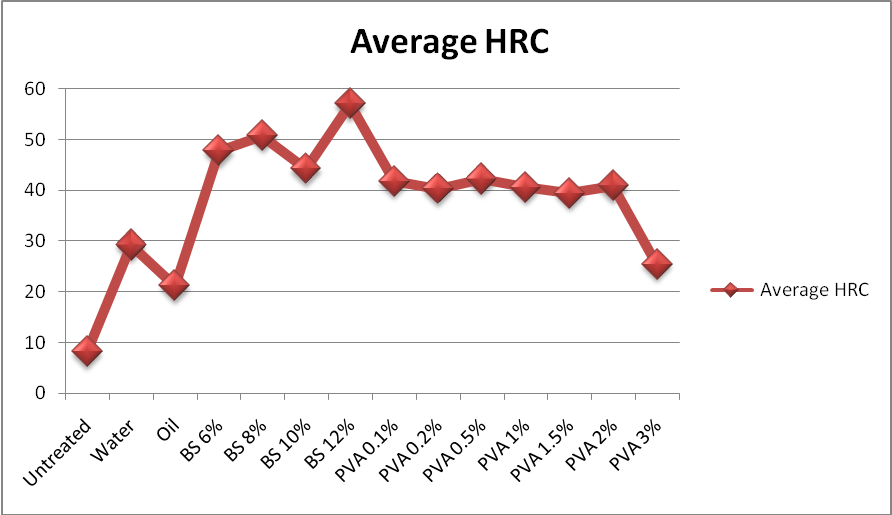 Average HRC
60
50
40
30
20
10
0
Untreated
Water
Oil
BS 6%
BS 8%
BS 10%
BS 12%
PVA 0.1%
PVA 0.2%
PVA 0.5%
PVA 1%
PVA 1.5%
PVA 2%
PVA 3%
Average HRC